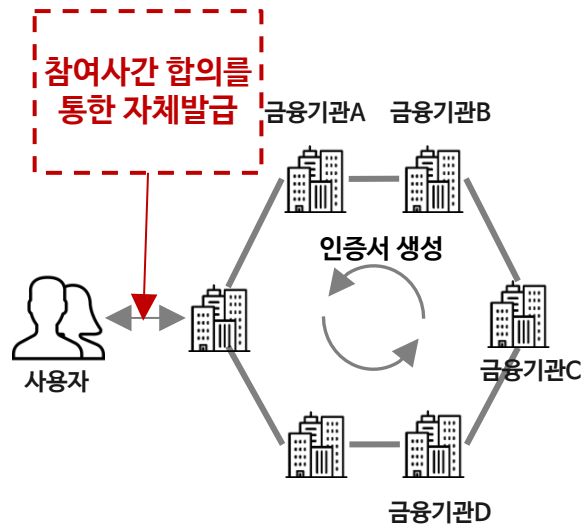 참여사간 합의를
통한 자체발급
금융기관A 금융기관B
인증서 생성
금융기관C
사용자
금융기관D